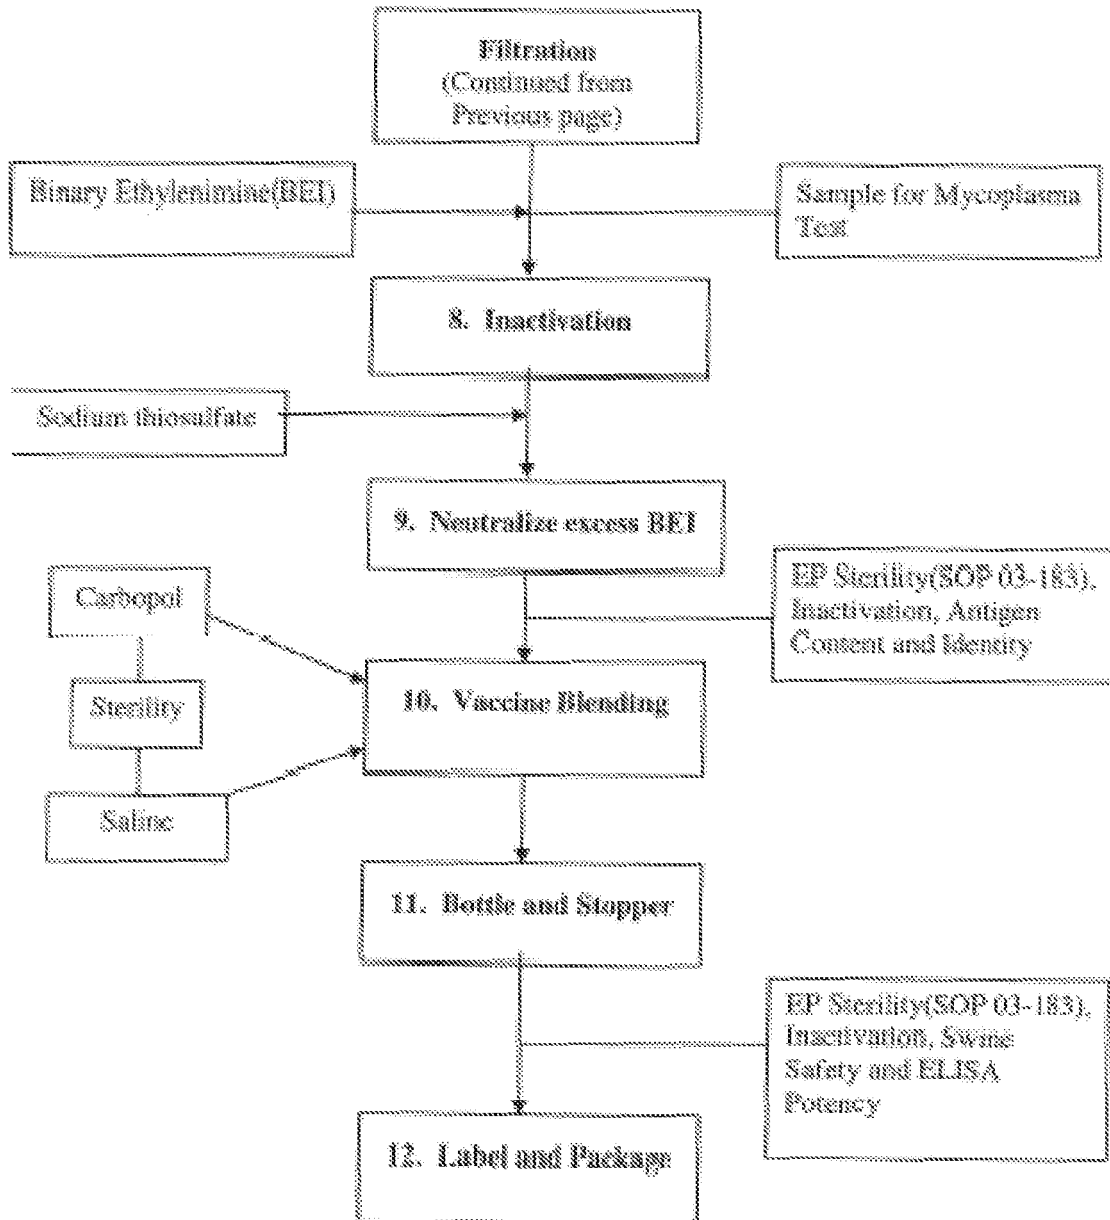 Filtration
(Continued from
Previous page)
Binary Ethylenimine(BEI)
Sample for Mycoplasma
Test
8. Inactivation
Sodium thiosulfate
9. Neutralize excess BEI
EP Sterility(SOP 03-183),
Inactivation, Antigen
Content and Identity
Carbopol
Sterility
Saline
10. Vaccine Blending
11. Bottle and Stopper
EP Sterility(SOP 03-183),
Inactivation, Swine
Safety and ELISA
Potency
12. Label and Package